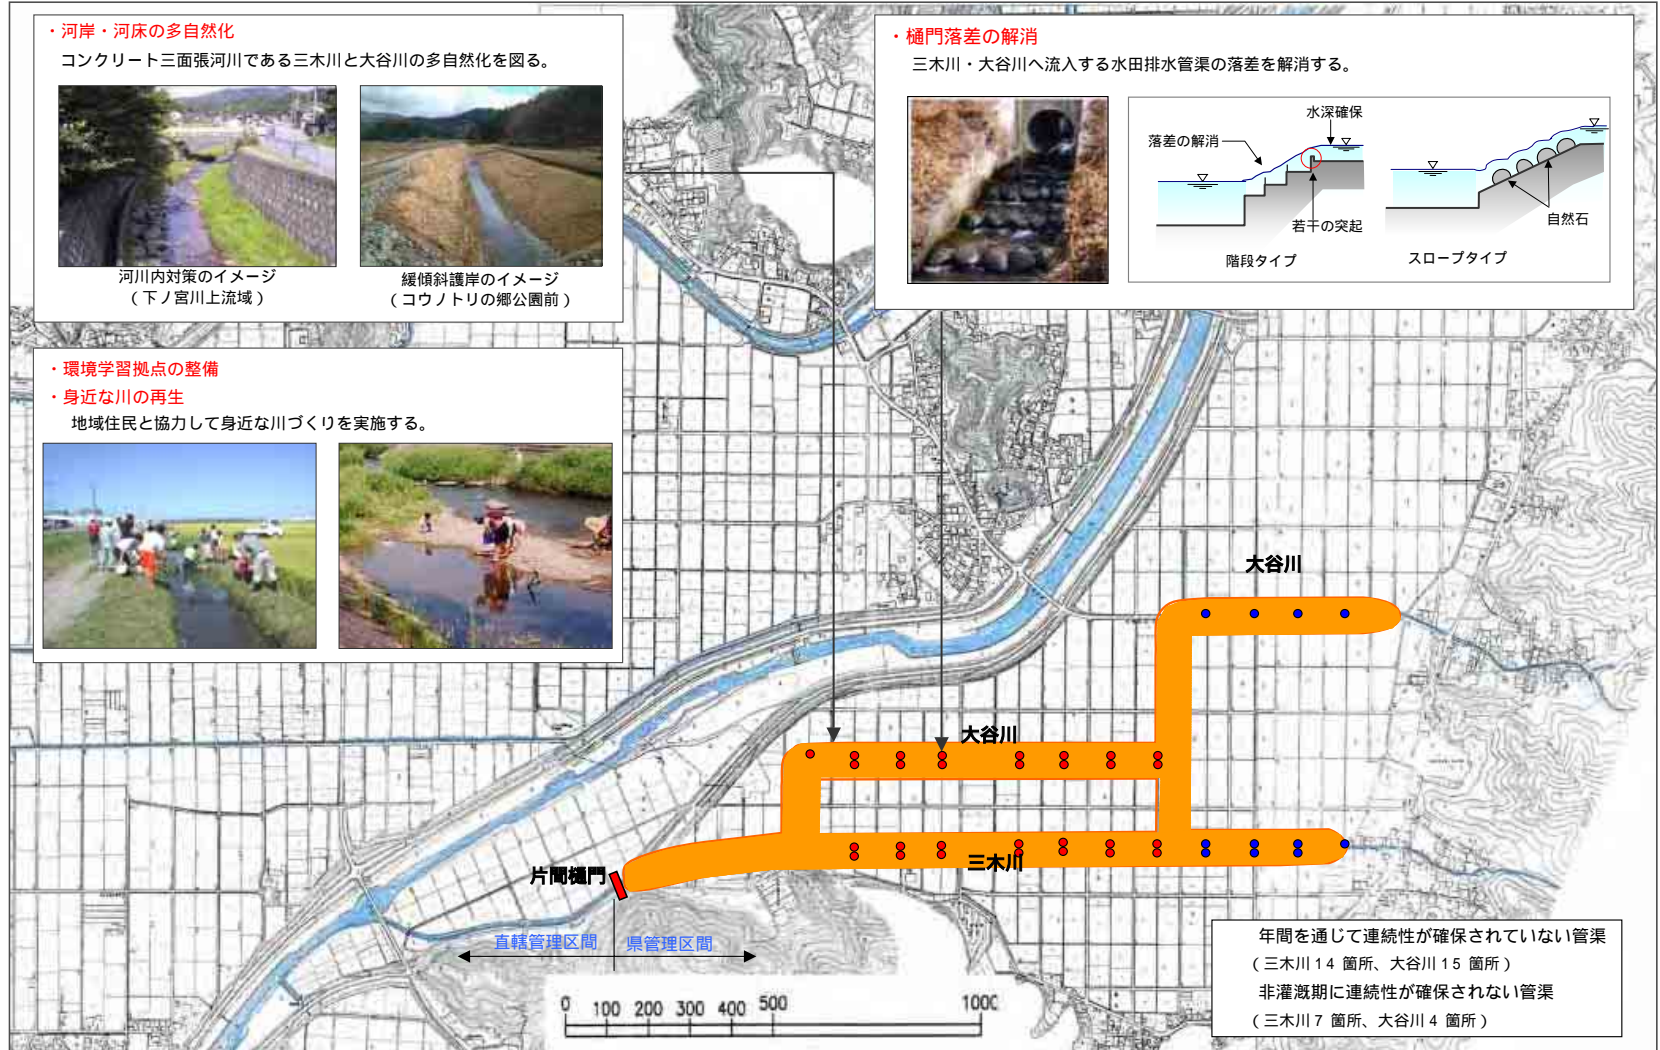 ・河岸・河床の多自然化
コンクリート三面張河川である三木川と大谷川の多自然化を図る。
河川内対策のイメージ
（下ノ宮川上流域）
緩傾斜護岸のイメージ
（コウノトリの郷公園前）
・樋門落差の解消
三木川・大谷川へ流入する水田排水管渠の落差を解消する。
水深確保
落差の解消
若干の突起
階段タイプ
自然石
スロープタイプ
・環境学習拠点の整備
・身近な川の再生
地域住民と協力して身近な川づくりを実施する。
大谷川
大谷川
三木川
片間樋門
直轄管理区間
県管理区間
0 100 200 300 400 500 1000
年間を通じて連続性が確保されていない管渠
（三木川14 箇所、大谷川15 箇所）
非灌漑期に連続性が確保されない管渠
（三木川7 箇所、大谷川4 箇所）